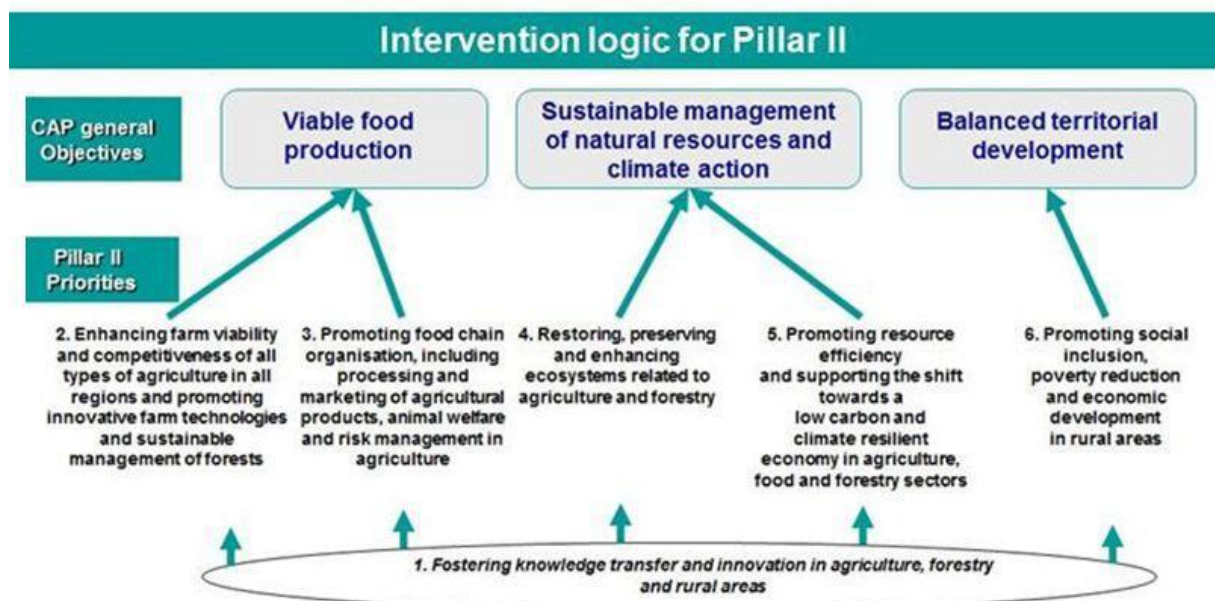 Intervention logic for Pillar II
CAP general
Objectives
Viable food
production
Sustainable management
of natural resources and
climate action
Balanced territorial
development
Pillar II
Priorities
2. Enhancing farm viability
and competitiveness of all
types of agriculture in all
regions and promoting
innovative farm technologies
and sustainable
management of forests
3. Promoting food chain
organisation, including
processing and
marketing of agricultural
products, animal welfare
and risk management in
agriculture
4. Restoring, preserving
and enhancing
ecosystems related to
agriculture and forestry
5. Promoting resource
efficiency
and supporting the shift
towards a
low carbon and
climate resilient
economy in agriculture,
food and forestry sectors
6. Promoting social
inclusion,
poverty reduction
and economic
development
in rural areas
1. Fostering knowledge transfer and innovation in agriculture, forestry
and rural areas